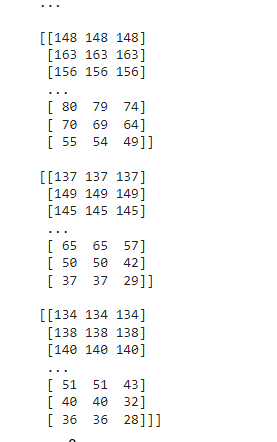 ...
[[148 148 148]
[163 163 163]
[156 156 156]
...
[ 80  79  74]
[ 70  69  64]
[ 55  54  49]]
[[137 137 137]
[149 149 149]
[145 145 145]
...
[ 65  65  57]
[ 50  50  42]
[ 37  37  29]]
[[134 134 134]
[138 138 138]
[140 140 140]
...
[ 51  51  43]
[ 40  40  32]
[ 36  36  28]]]